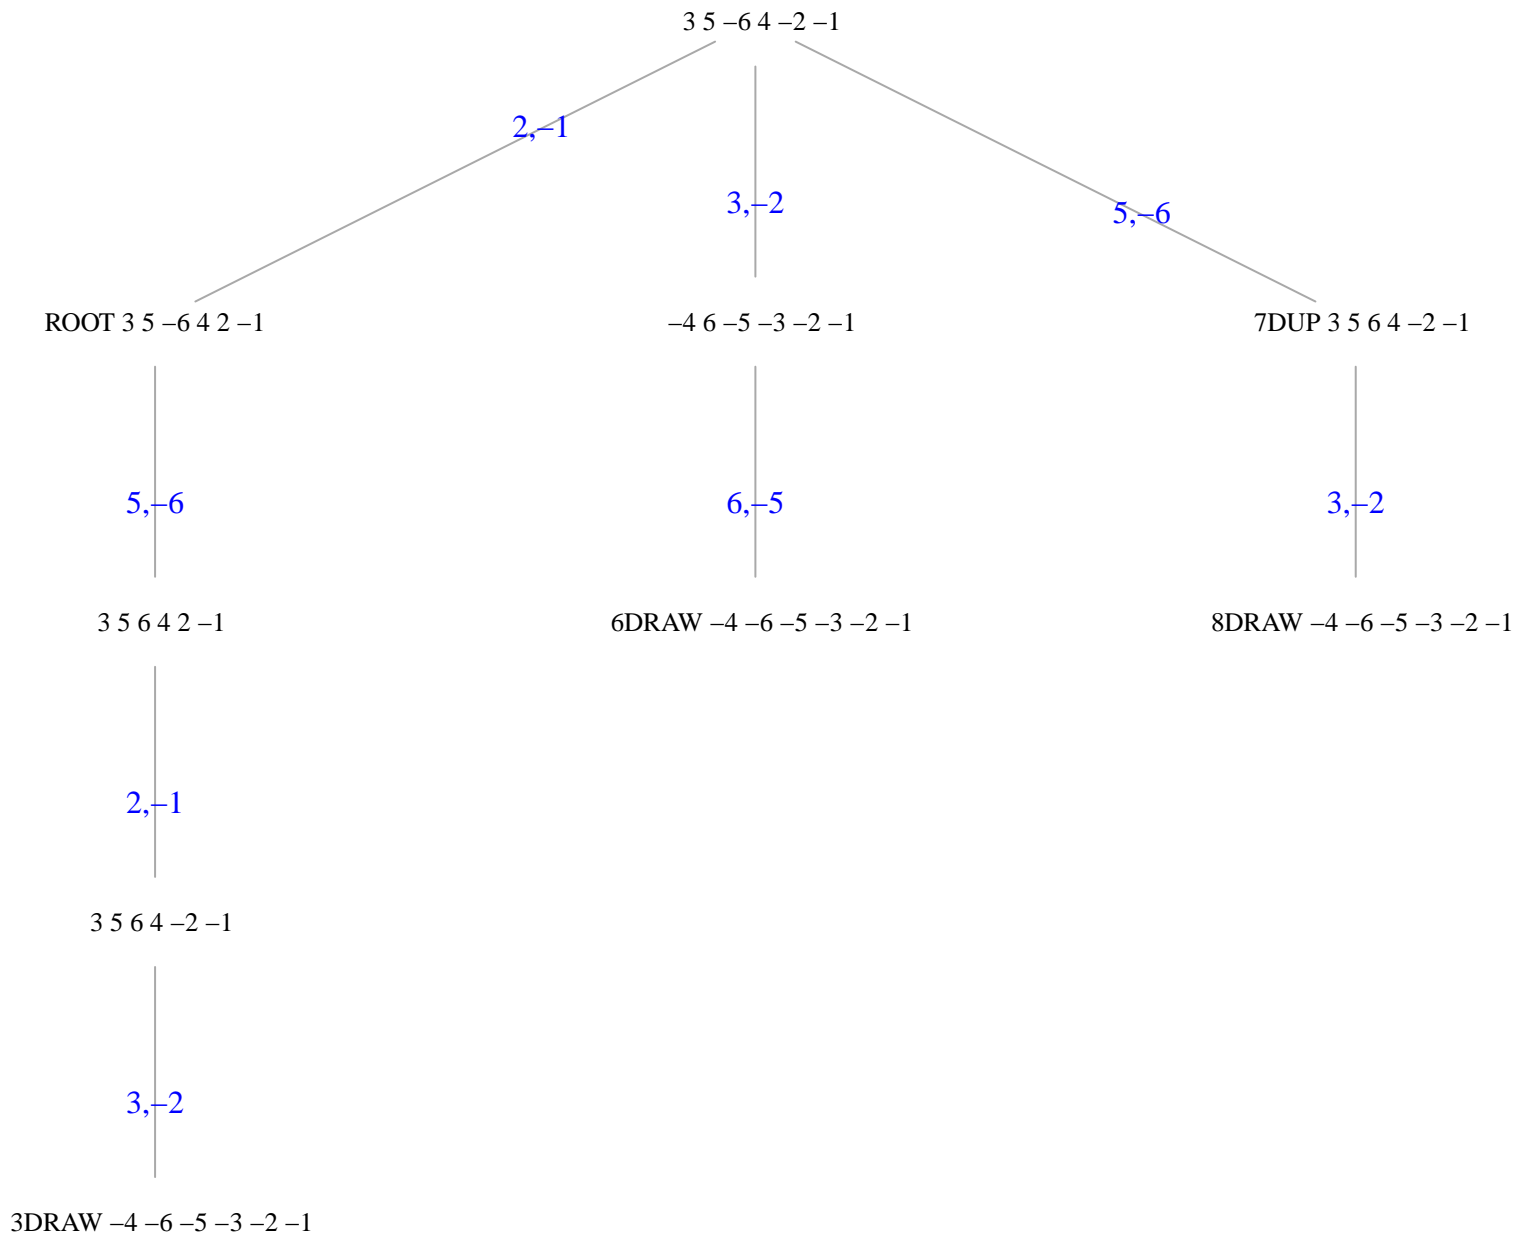 3 5 –6 4 –2 –1
2,–1
3,–2
5,–6
ROOT 3 5 –6 4 2 –1
–4 6 –5 –3 –2 –1
7DUP 3 5 6 4 –2 –1
5,–6
6,–5
3,–2
3 5 6 4 2 –1
6DRAW –4 –6 –5 –3 –2 –1
8DRAW –4 –6 –5 –3 –2 –1
2,–1
3 5 6 4 –2 –1
3,–2
3DRAW –4 –6 –5 –3 –2 –1